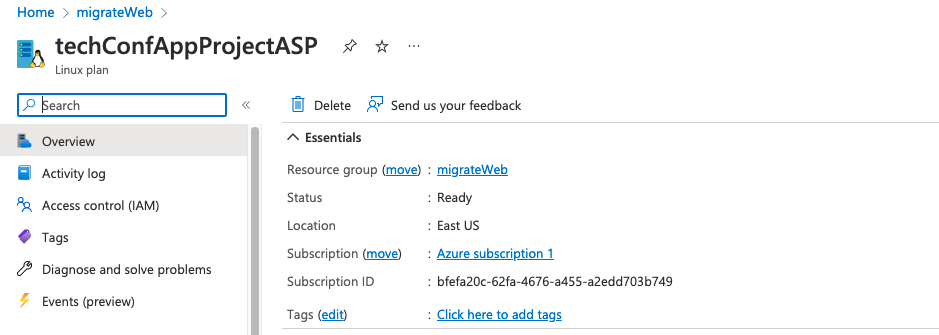 Home > migrateWeb >
techConfAppProjectASP ...
Linux plan
Search «
Overview
Activity log
Access control (IAM)
Tags
Diagnose and solve problems
Events (preview)
Delete Send us your feedback
Essentials
Resource group (move) : migrateWeb
Status : Ready
Location : East US
Subscription (move) : Azure subscription 1
Subscription ID : bfefa20c-62fa-4676-a455-a2edd703b749
Tags (edit) : Click here to add tags